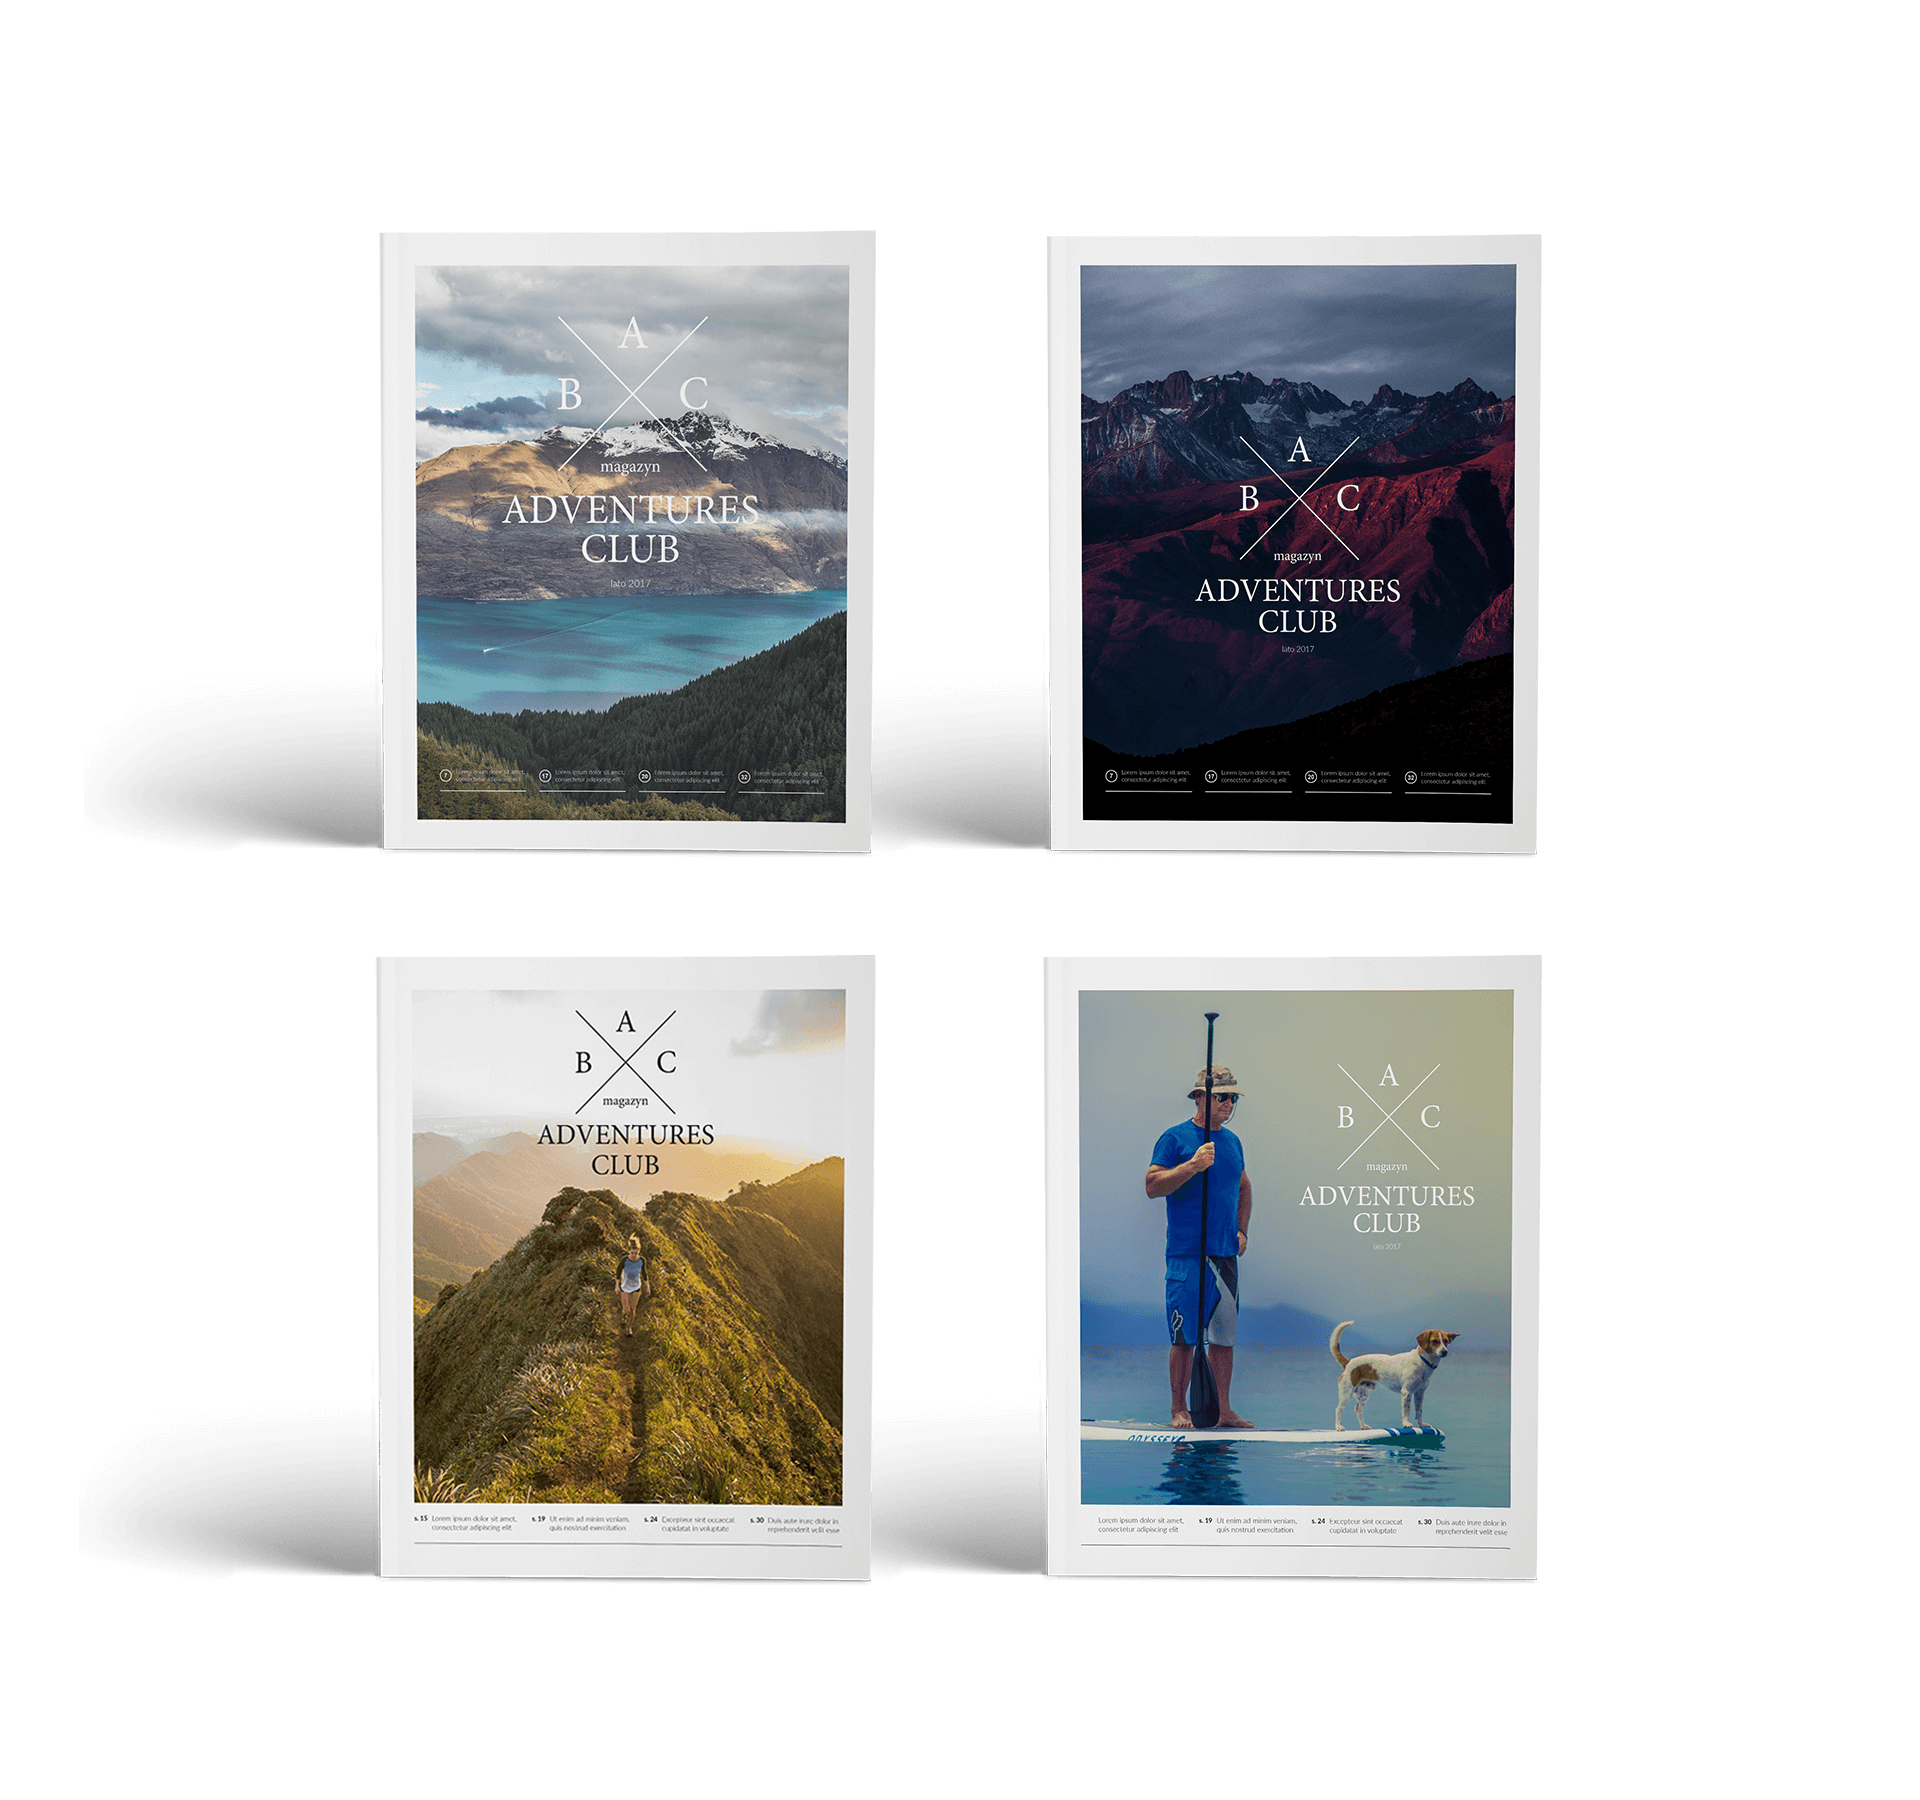 A
B C
magazyn
ADVENTURES
CLUB
lato 2017
7 Lorem ipsum dolor sit amet, consectetur adipiscing elit
17 Lorem ipsum dolor sit amet, consectetur adipiscing elit
20 Lorem ipsum dolor sit amet, consectetur adipiscing elit
32 Lorem ipsum dolor sit amet, consectetur adipiscing elit
A
B C
magazyn
ADVENTURES
CLUB
lato 2017
7 Lorem ipsum dolor sit amet, consectetur adipiscing elit
17 Lorem ipsum dolor sit amet, consectetur adipiscing elit
20 Lorem ipsum dolor sit amet, consectetur adipiscing elit
32 Lorem ipsum dolor sit amet, consectetur adipiscing elit
A
B C
magazyn
ADVENTURES
CLUB
s. 15 Lorem ipsum dolor sit amet,
consectetur adipiscing elit
s. 19 Ut enim ad minim veniam,
quis nostrud exercitation
s. 24 Excepteur sint occaecat
cupidatat in voluptate
s. 30 Duis aute irure dolor in
reprehenderit velit esse
A
B C
magazyn
ADVENTURES
CLUB
lato 2017
ODYSSEY
Lorem ipsum dolor sit amet,
consectetur adipiscing elit
s. 19 Ut enim ad minim veniam,
quis nostrud exercitation
s. 24 Excepteur sint occaecat
cupidatat in voluptate
s. 30 Duis aute irure dolor in
reprehenderit velit esse